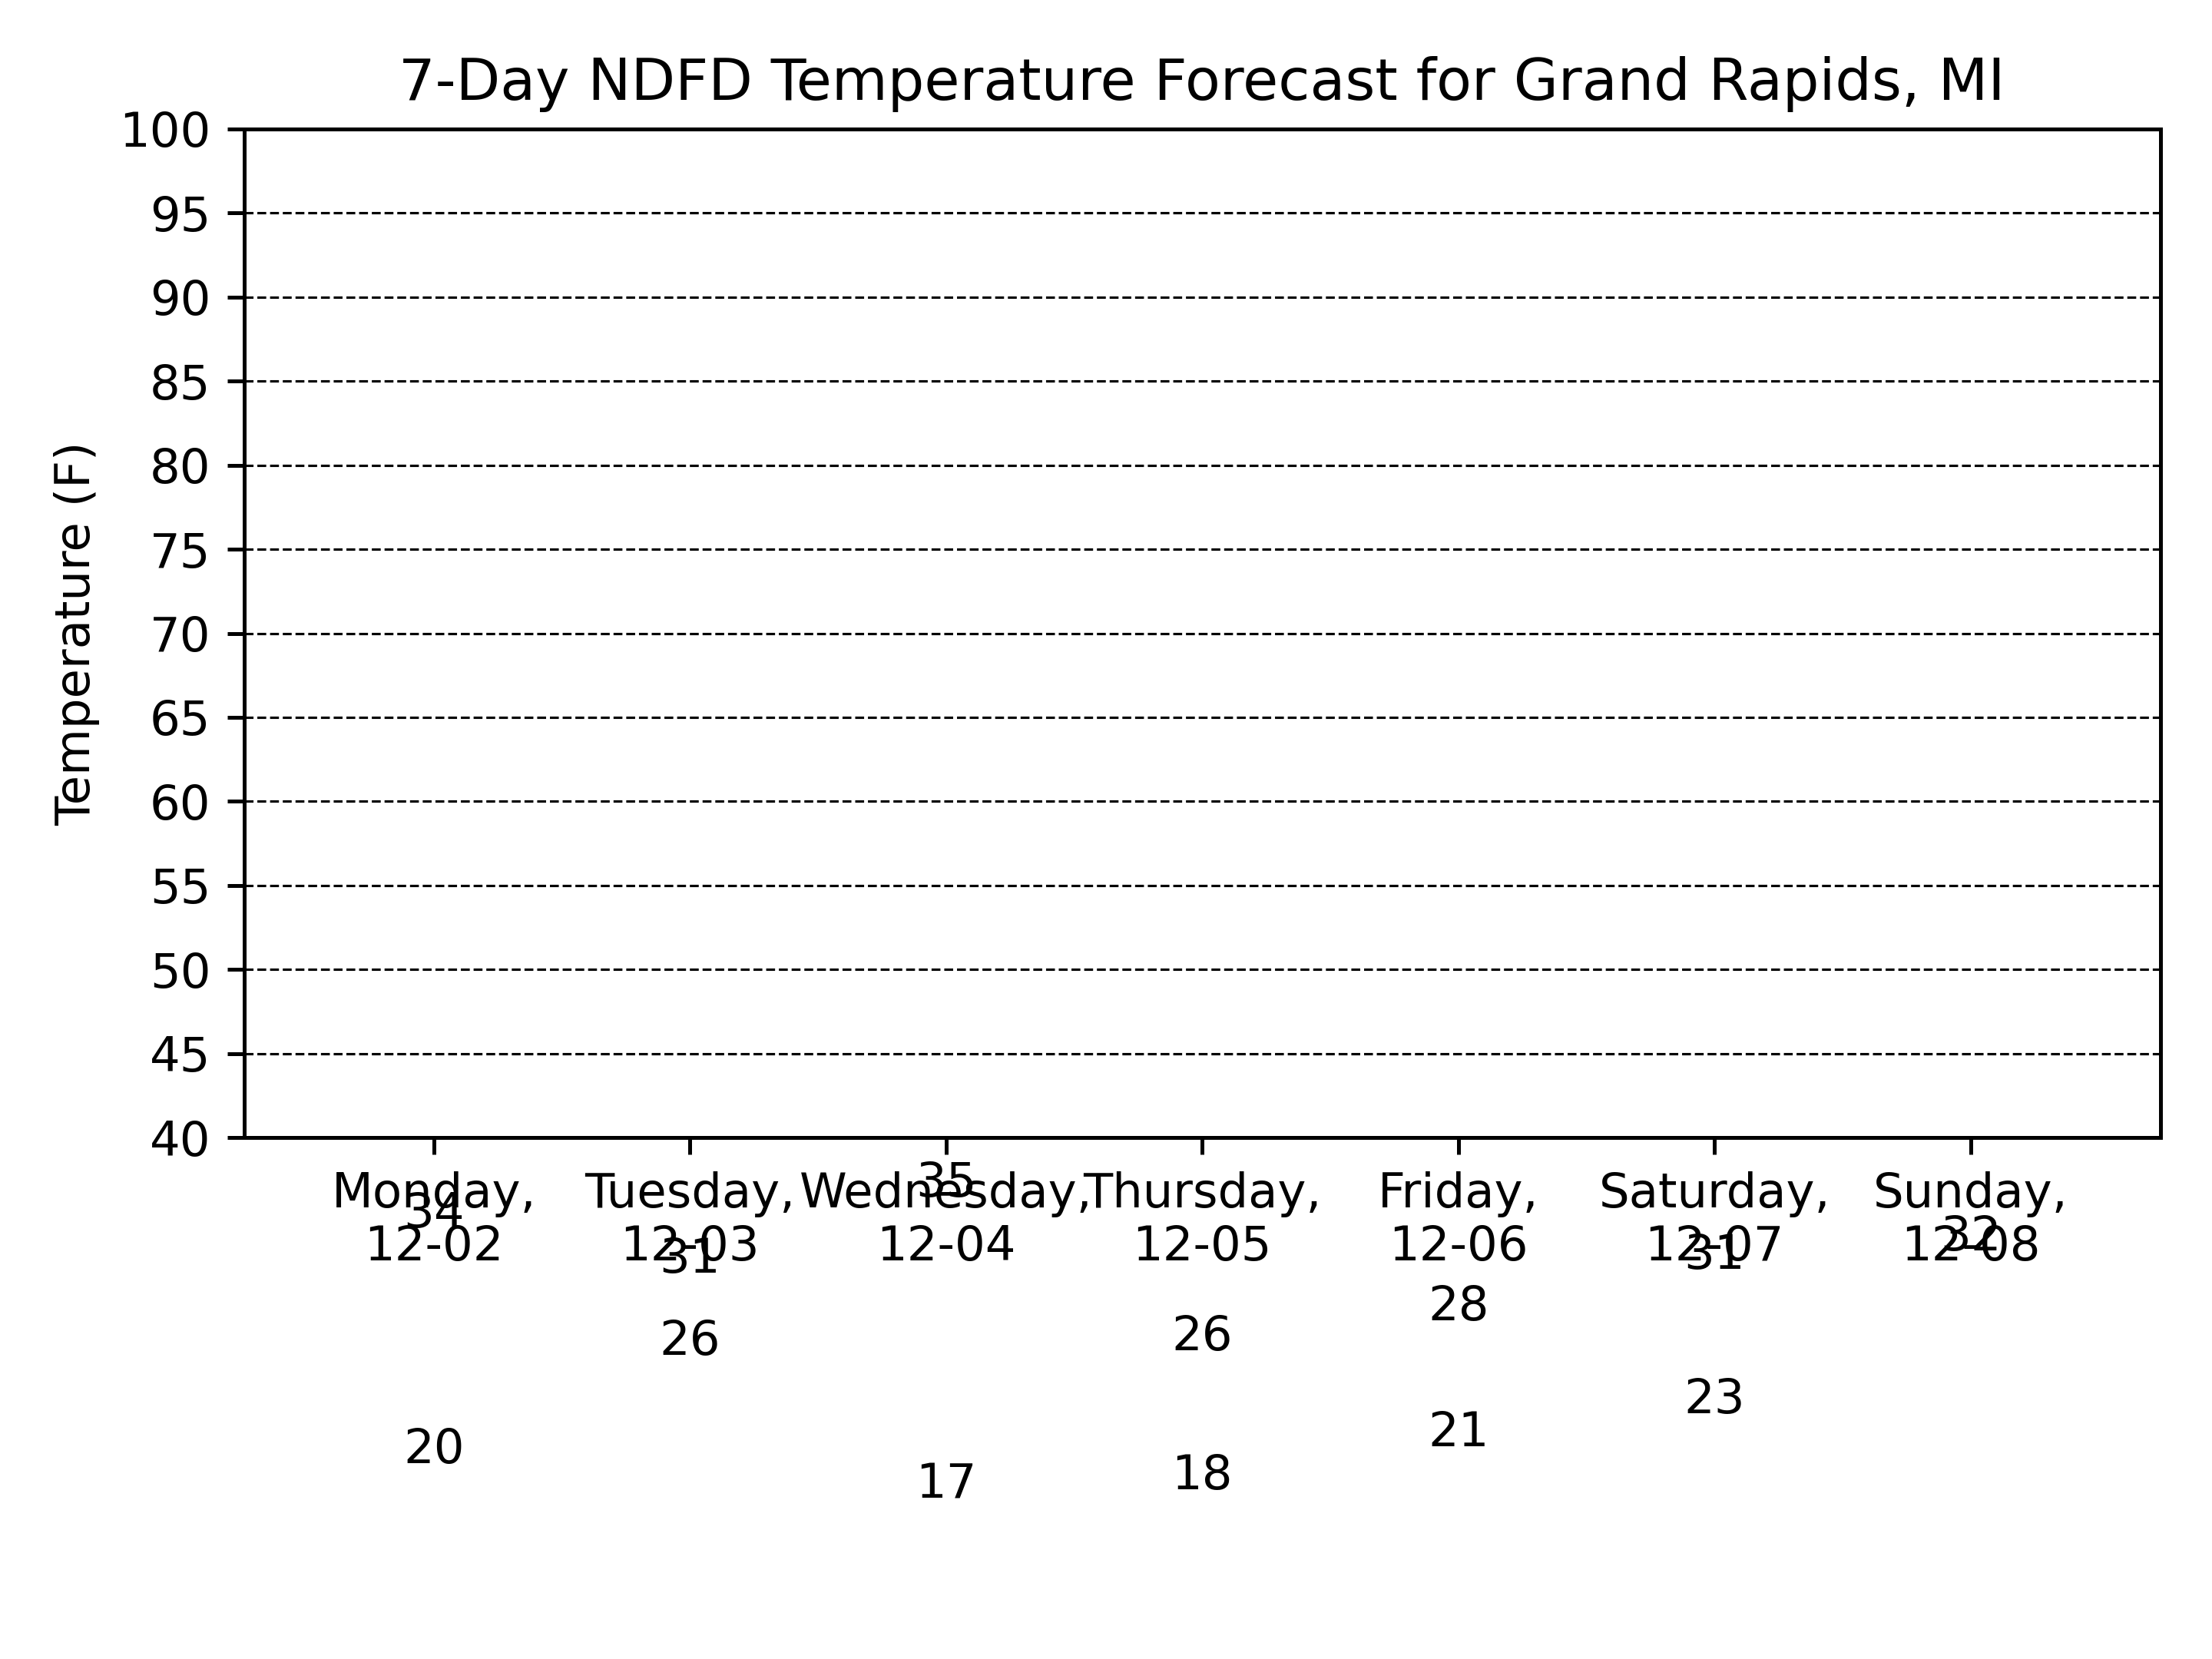 7-Day NDFD Temperature Forecast for Grand Rapids, MI
Temperature (F)
100
95
90
85
80
75
70
65
60
55
50
45
40
Monday, Tuesday, Wednesday, Thursday, Friday, Saturday, Sunday,
12-02 12-03 12-04 12-05 12-06 12-07 12-08
34 31 35 26 28 31 32
20 26 17 18 21 23